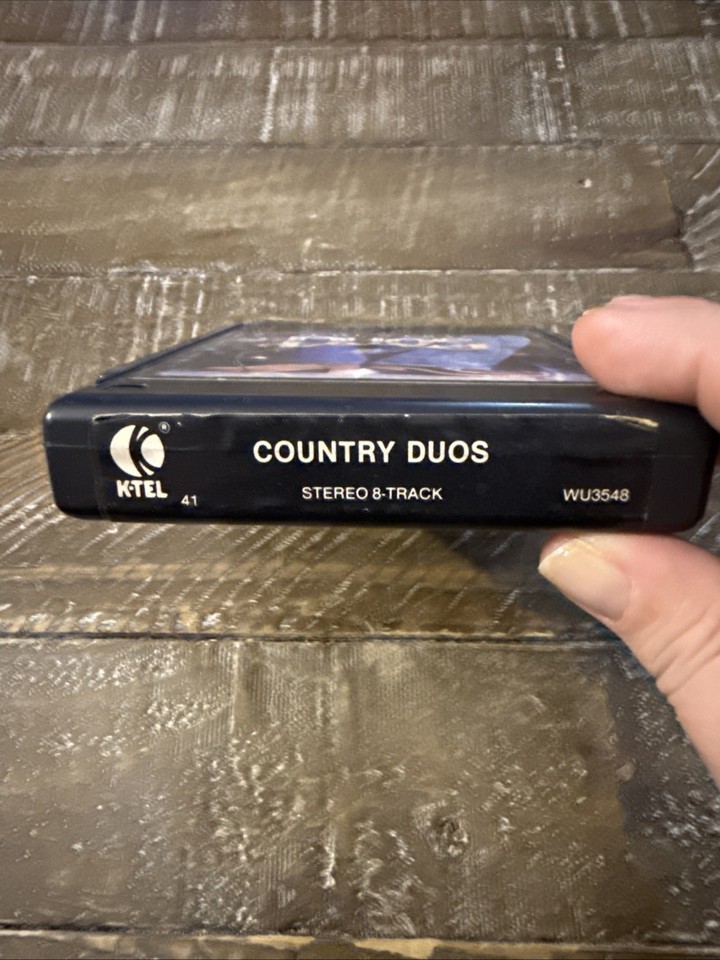 COUNTRY DUOS
®
K-TEL
41
STEREO 8-TRACK
WU3548